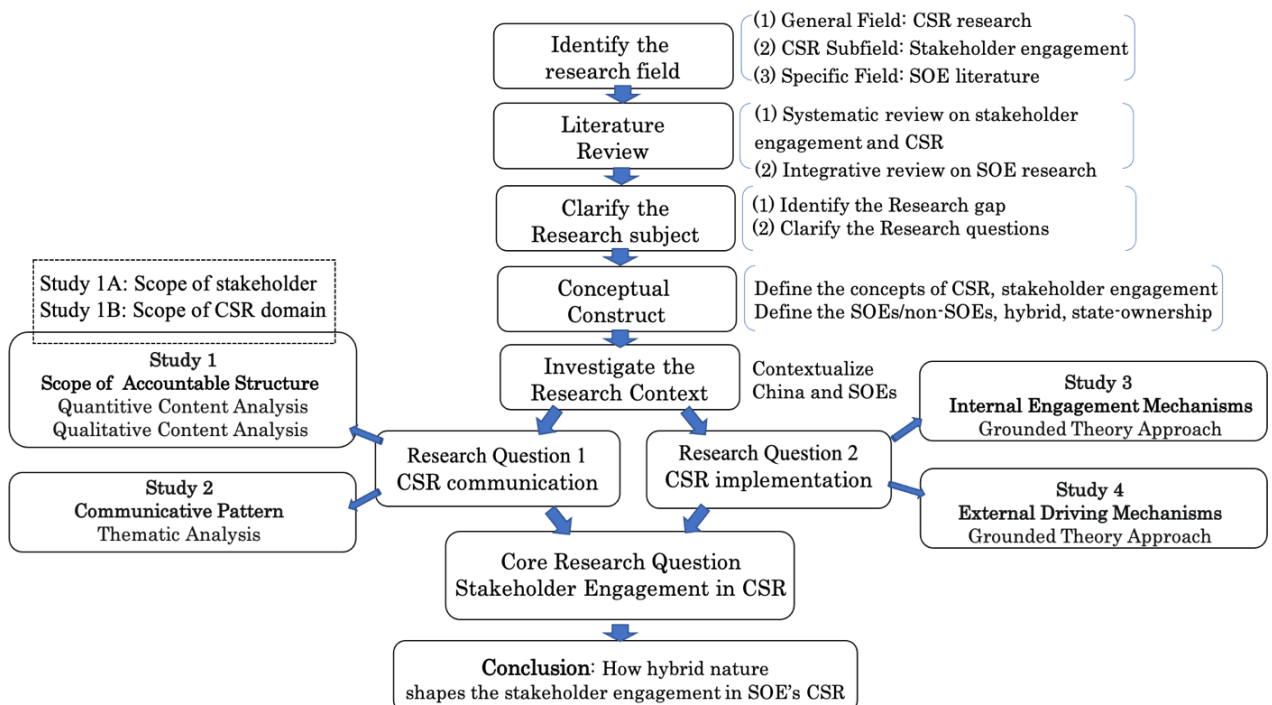 Identify the
research field
(1) General Field: CSR research
(2) CSR Subfield: Stakeholder engagement
(3) Specific Field: SOE literature
Literature
Review
(1) Systematic review on stakeholder
engagement and CSR
(2) Integrative review on SOE research
Clarify the
Research subject
(1) Identify the Research gap
(2) Clarify the Research questions
Conceptual
Construct
Define the concepts of CSR, stakeholder engagement
Define the SOEs/non-SOEs, hybrid, state-ownership
Investigate the
Research Context
Contextualize
China and SOEs
Study 1A: Scope of stakeholder
Study 1B: Scope of CSR domain
Study 1
Scope of Accountable Structure
Quantitive Content Analysis
Qualitative Content Analysis
Research Question 1
CSR communication
Research Question 2
CSR implementation
Study 3
Internal Engagement Mechanisms
Grounded Theory Approach
Study 2
Communicative Pattern
Thematic Analysis
Study 4
External Driving Mechanisms
Grounded Theory Approach
Core Research Question
Stakeholder Engagement in CSR
Conclusion: How hybrid nature
shapes the stakeholder engagement in SOE's CSR